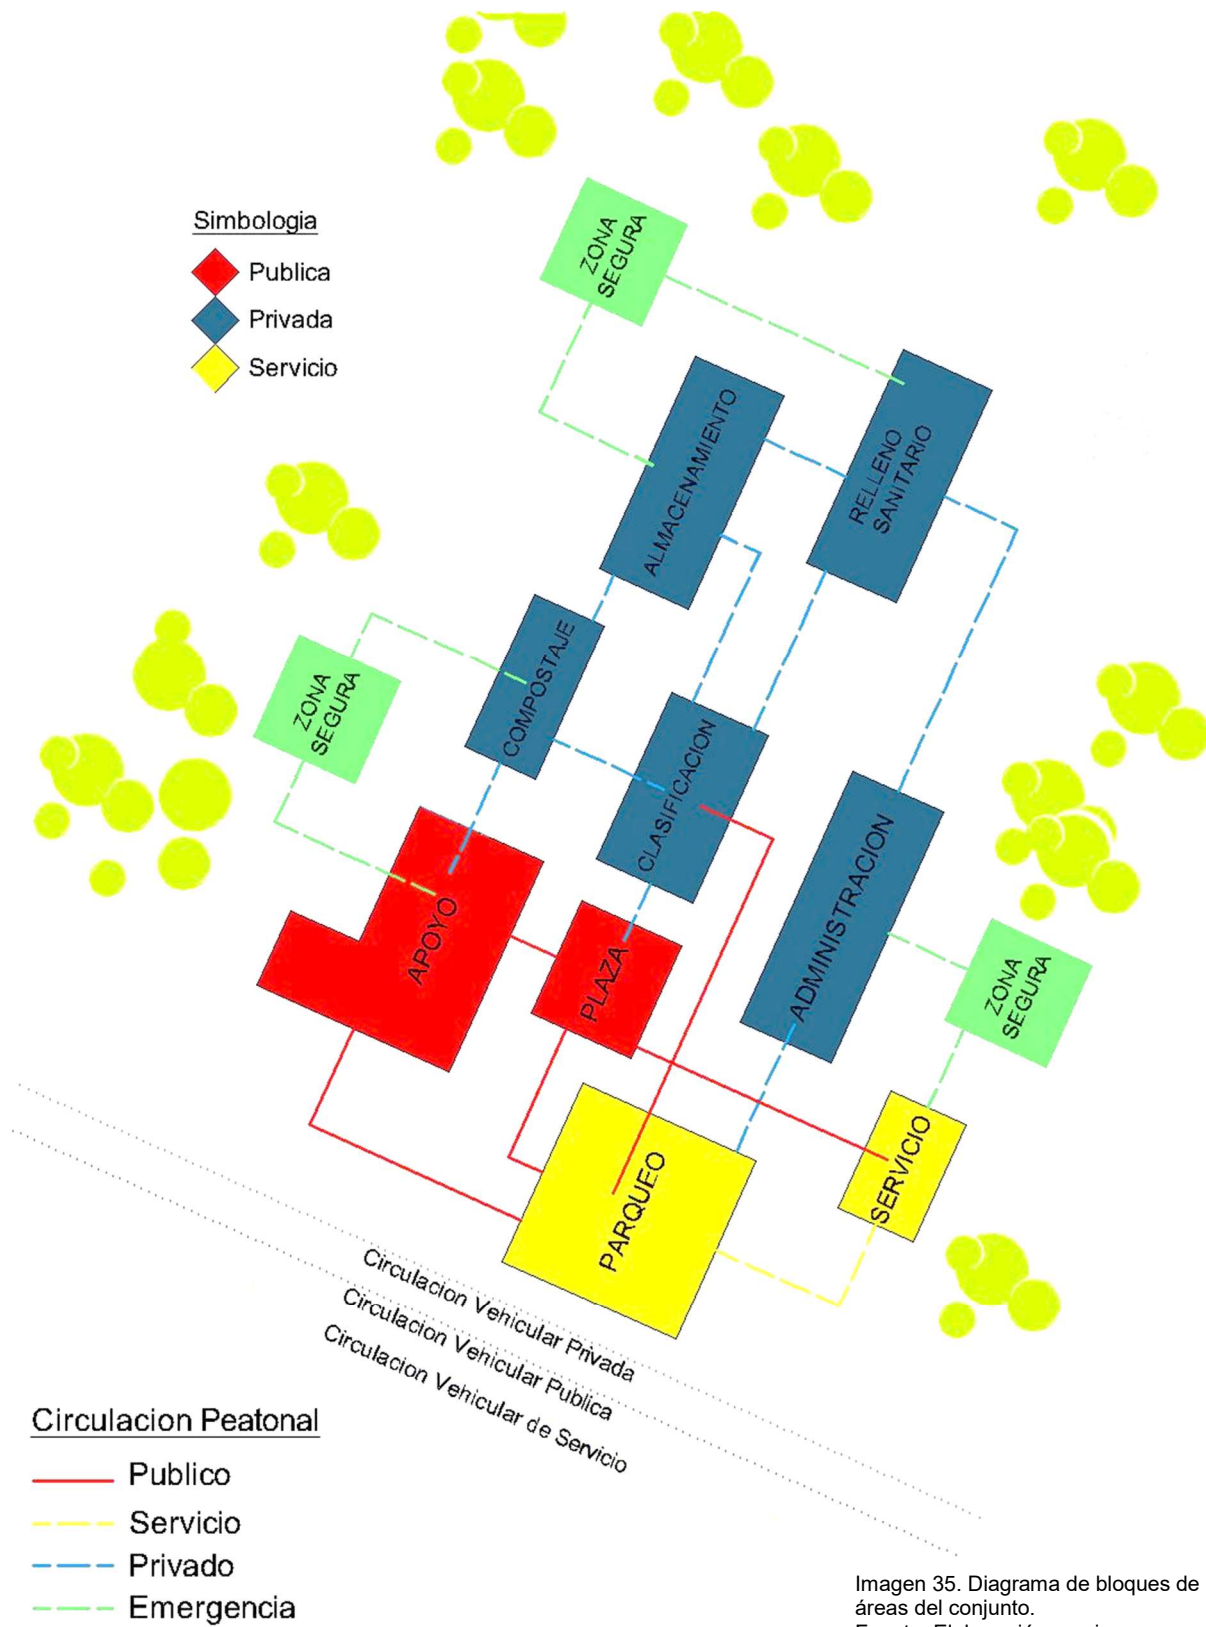 Simbologia
Publica
Privada
Servicio
ZONA
SEGURA
ALMACENAMIENTO
RELLENO
SANITARIO
COMPOSTAJE
ZONA
SEGURA
CLASIFICACION
ADMINISTRACION
APOYO
PLAZA
ZONA
SEGURA
SERVICIO
PARQUEO
Circulacion Vehicular Privada
Circulacion Vehicular Publica
Circulacion Vehicular de Servicio
Circulacion Peatonal
Publico
Servicio
Privado
Emergencia
Imagen 35. Diagrama de bloques de
áreas del conjunto.